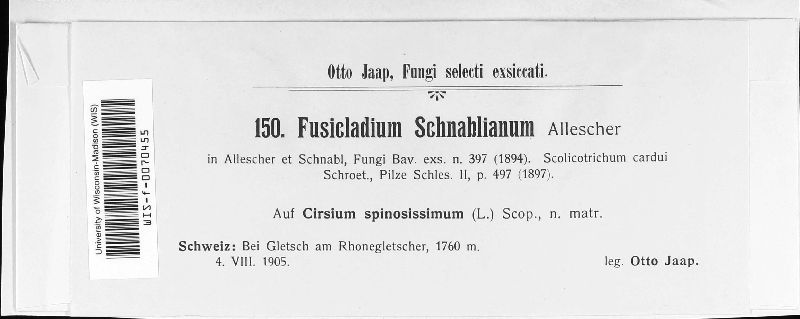 Otto Jaap, Fungi selecti exsiccati.
150. Fusicladium Schnablianum Allescher
in Allescher et Schnabl, Fungi Bav. exs. n. 397 (1894). Scolicotrichum cardui
Schroet., Pilze Schles. II, p. 497 (1897).
Auf Cirsium spinosissimum (L.) Scop., n. matr.
Schweiz: Bei Gletsch am Rhonegletscher, 1760 m.
4. VIII. 1905.
leg. Otto Jaap.
University of Wisconsin-Madison (WIS)
WIS-f-0070455